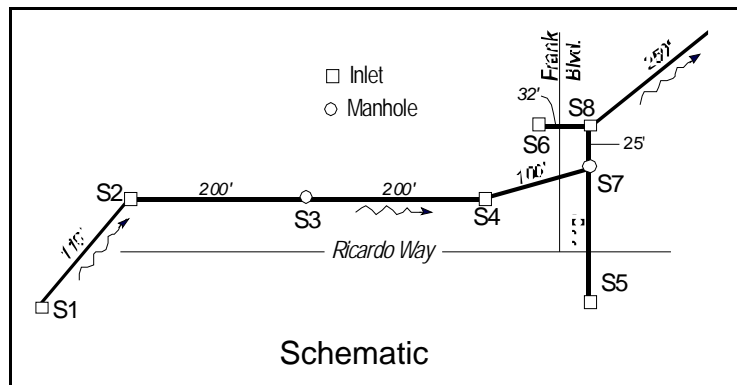 Frank
Blvd.
250'
Inlet
Manhole
32'
S8
S6
25'
S7
S2
200'
S3
200'
S4
Ricardo Way
S5
S1
Schematic